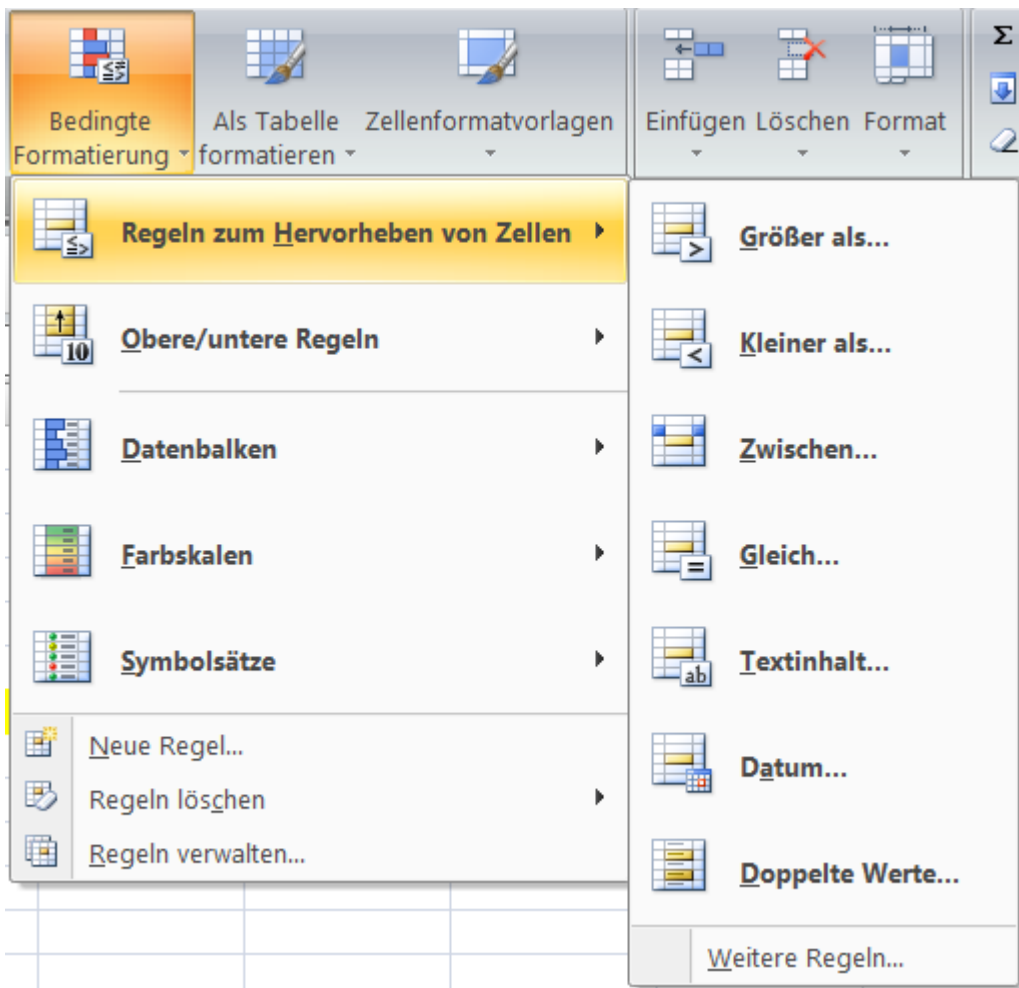 Bedingte
Formatierung
Als Tabelle
formatieren
Zellenformatvorlagen
Einfügen
Löschen
Format
Σ
Regeln zum Hervorheben von Zellen
Obere/untere Regeln
10
Datenbalken
Farbskalen
Symbolsätze
Neue Regel...
Regeln löschen
Regeln verwalten...
>
Größer als...
<
Kleiner als...
Zwischen...
=
Gleich...
ab
Textinhalt...
Datum...
Doppelte Werte...
Weitere Regeln...